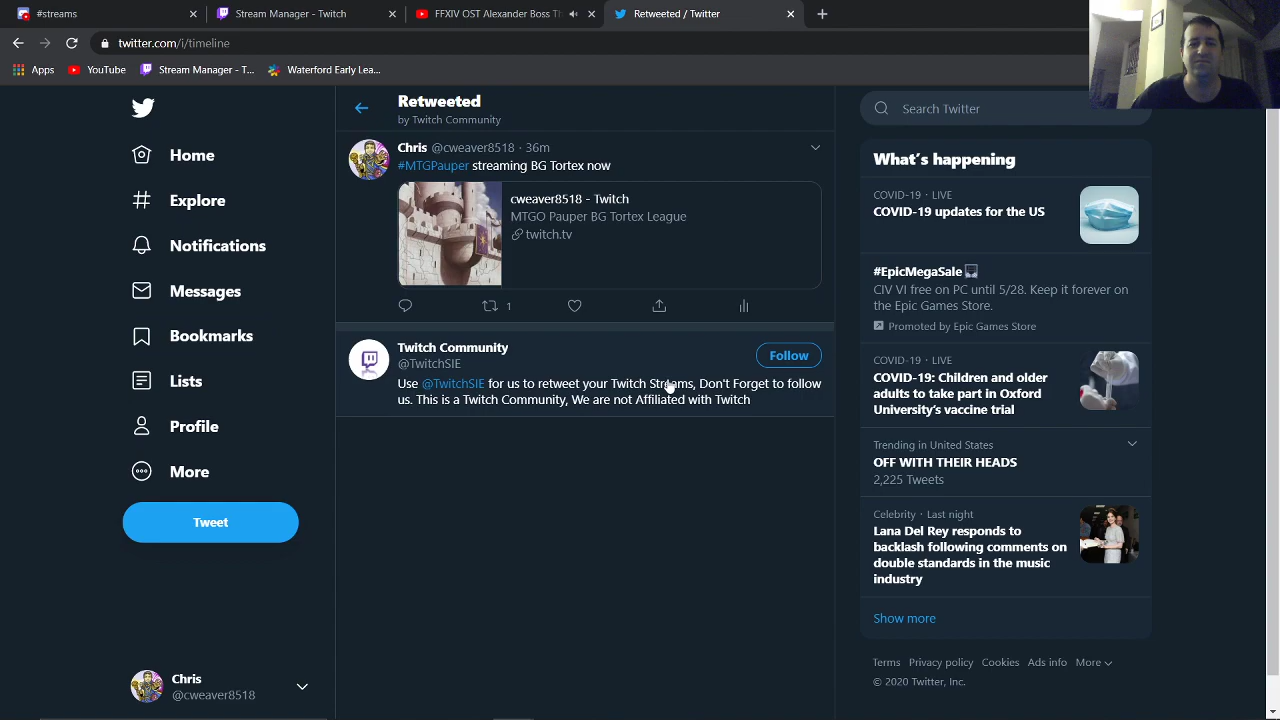 #streams
Stream Manager - Twitch
FFXIV OST Alexander Boss Th
Retweeted / Twitter
twitter.com/i/timeline
Apps
YouTube
Stream Manager - T...
Waterford Early Lea...
Retweeted
by Twitch Community
Search Twitter
Home
Explore
Notifications
Messages
Bookmarks
Lists
Profile
More
Tweet
Chris
@cweaver8518
Chris @cweaver8518 · 36m
#MTGPauper streaming BG Tortex now
cweaver8518 - Twitch
MTGO Pauper BG Tortex League
twitch.tv
1
Twitch Community
@TwitchSIE
Follow
Use @TwitchSIE for us to retweet your Twitch Streams, Don't Forget to follow
us. This is a Twitch Community, We are not Affiliated with Twitch
What's happening
COVID-19 · LIVE
COVID-19 updates for the US
#EpicMegaSale
CIV VI free on PC until 5/28. Keep it forever on
the Epic Games Store.
Promoted by Epic Games Store
COVID-19 · LIVE
COVID-19: Children and older
adults to take part in Oxford
University's vaccine trial
Trending in United States
OFF WITH THEIR HEADS
2,225 Tweets
Celebrity · Last night
Lana Del Rey responds to
backlash following comments on
double standards in the music
industry
Show more
Terms Privacy policy Cookies Ads info More
© 2020 Twitter, Inc.